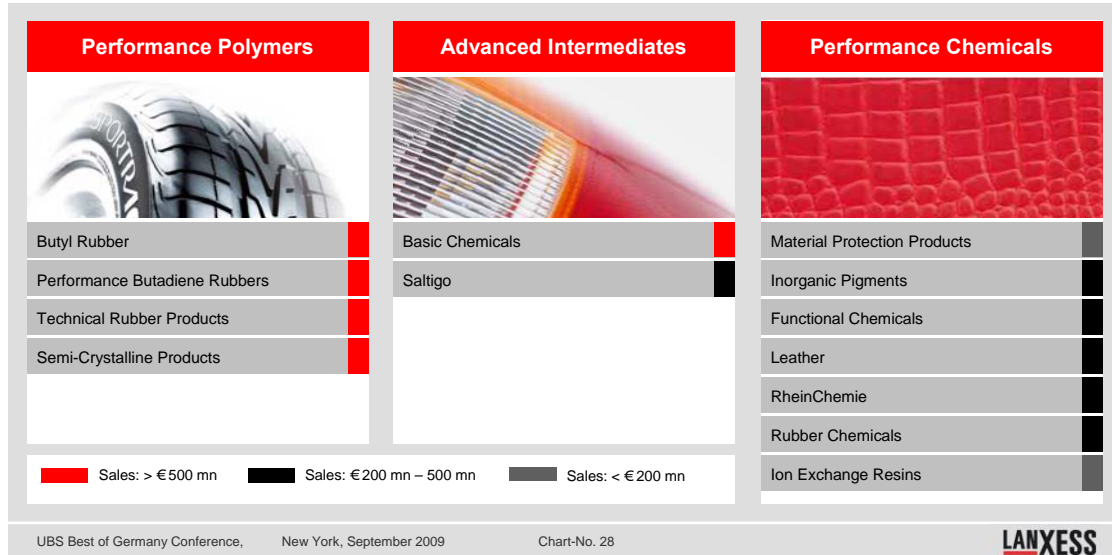 Performance Polymers
Advanced Intermediates
Performance Chemicals
SPORTRAC
Butyl Rubber
Performance Butadiene Rubbers
Technical Rubber Products
Semi-Crystalline Products
Basic Chemicals
Saltigo
Material Protection Products
Inorganic Pigments
Functional Chemicals
Leather
RheinChemie
Rubber Chemicals
Ion Exchange Resins
Sales: > €500 mn
Sales: €200 mn – 500 mn
Sales: < €200 mn
UBS Best of Germany Conference, New York, September 2009 Chart-No. 28
LANXESS